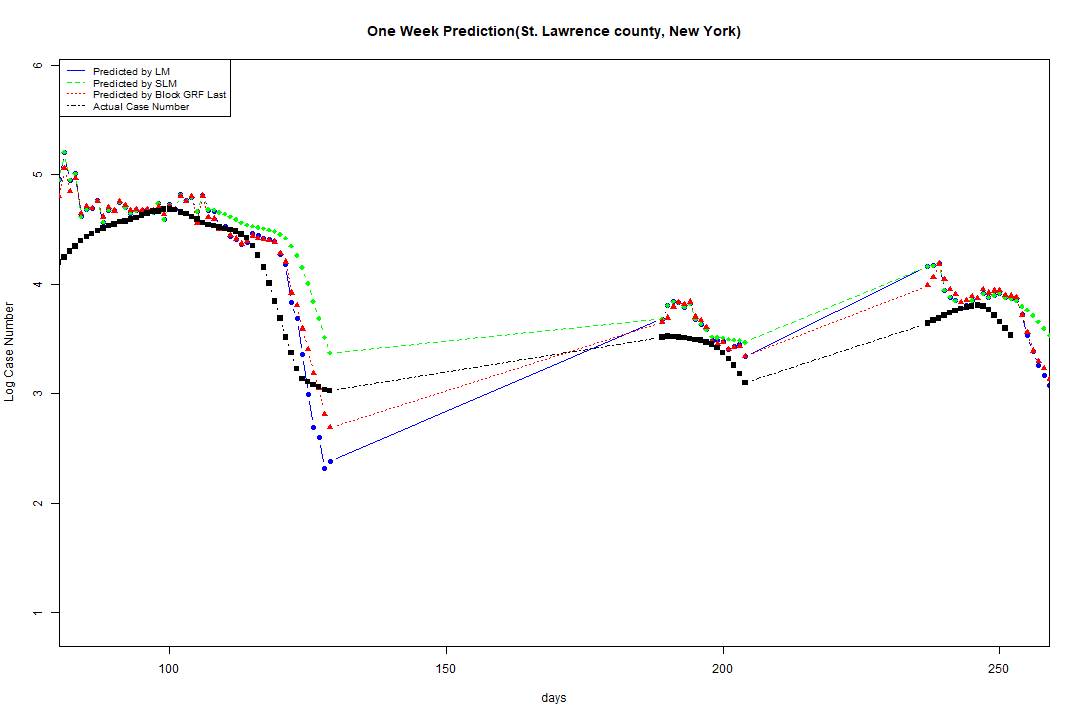 One Week Prediction(St. Lawrence county, New York)
Predicted by LM
Predicted by SLM
Predicted by Block GRF Last
Actual Case Number
6
5
4
3
2
1
Log Case Number
100
150
200
250
days